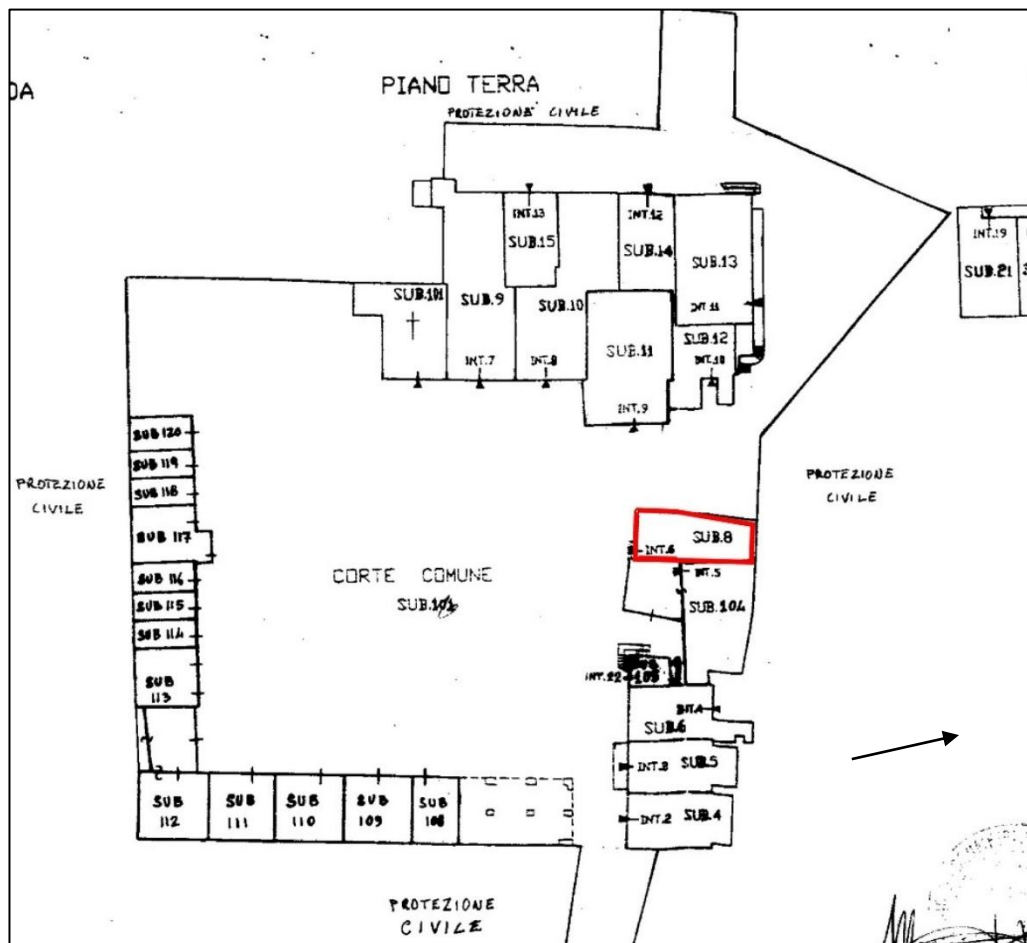 DA
PIANO TERRA
PROTEZIONE CIVILE
INT.13
SUB.15
INT.12
SUB.14
SUB.13
INT.19
SUB.21
SUB.101
SUB.9
SUB.10
INT.11
SUB.11
SUB.12
INT.7
INT.8
INT.10
INT.9
SUB 120
SUB 119
SUB 118
SUB 117
PROTEZIONE
CIVILE
PROTEZIONE
CIVILE
SUB.8
INT.6
INT.5
SUB.104
CORTE COMUNE
SUB 116
SUB 115
SUB 114
SUB
113
INT.22
INT.4
SUB.6
INT.3
SUB.5
INT.2
SUB.4
SUB
112
SUB
111
SUB
110
SUB
109
SUB
108
PROTEZIONE
CIVILE